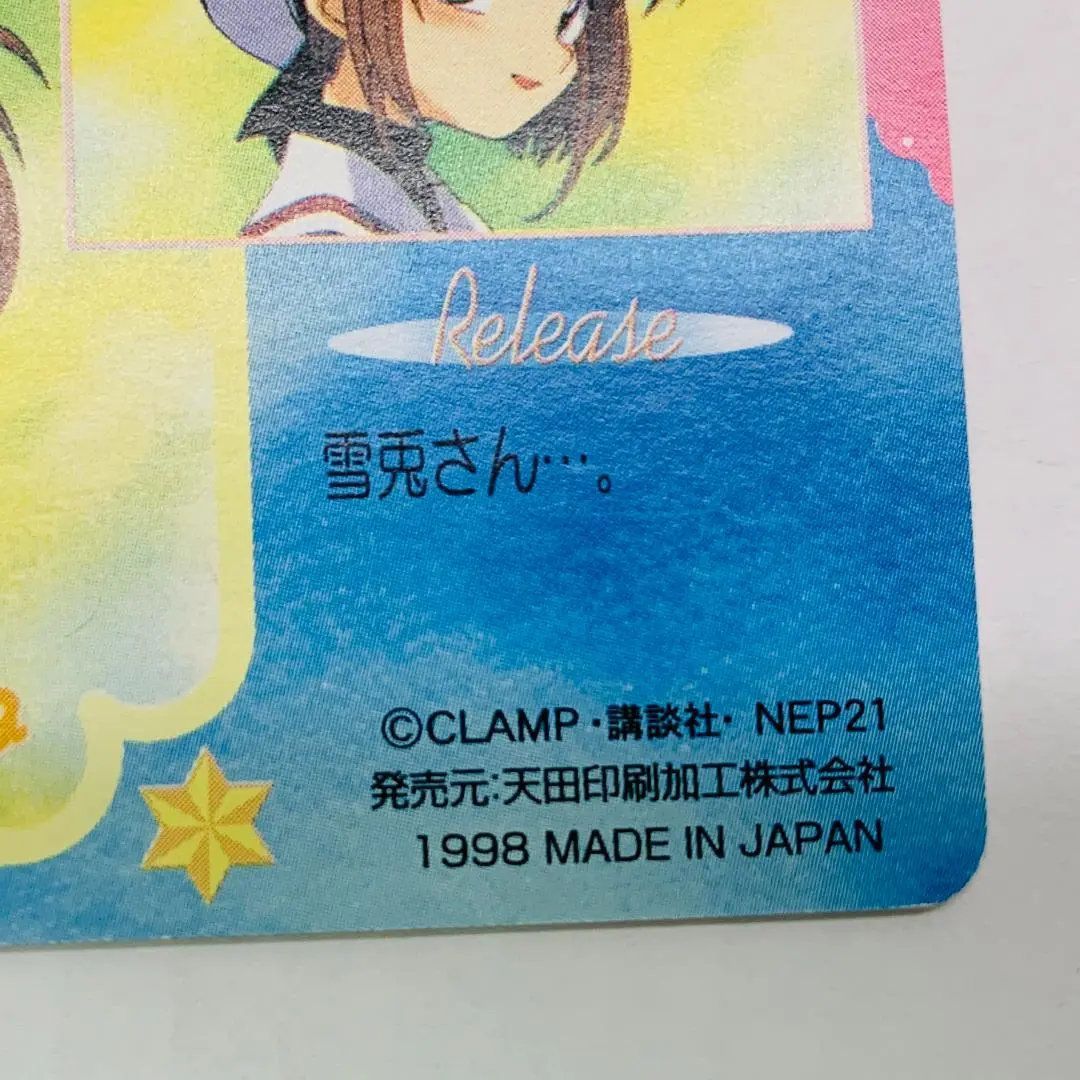 Release
雪兎さん…。
©CLAMP・講談社・NEP21
発売元:天田印刷加工株式会社
1998 MADE IN JAPAN